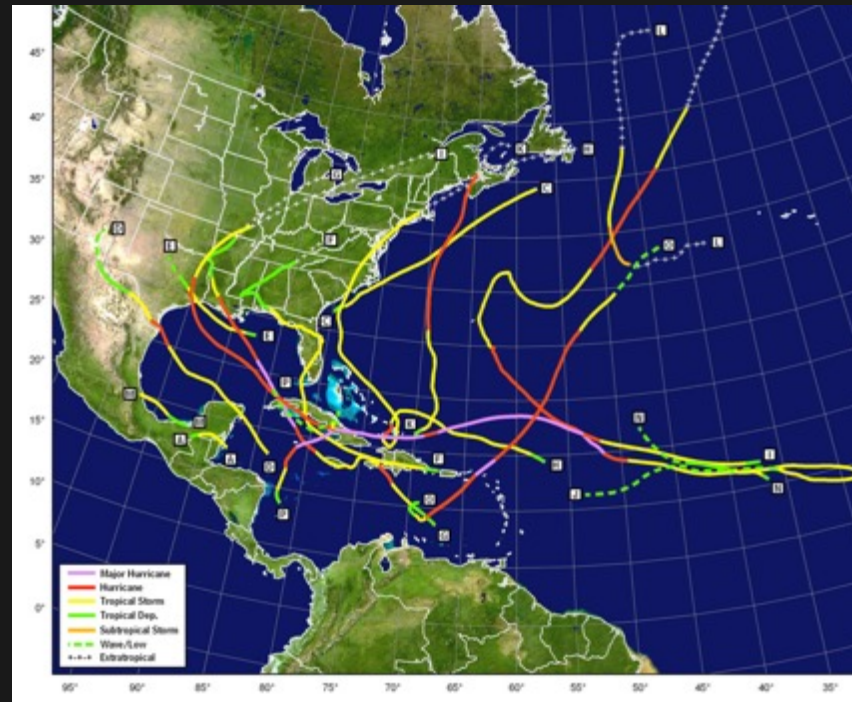 45°
L
40°
E
K
H
G
C
35°
L
D
E
F
O
30°
C
E
25°
P
20°
K
N
15°
A
A
D
F
H
I
N
10°
O
J
P
G
5°
Major Hurricane
Hurricane
Tropical Storm
Tropical Dep.
Subtropical Storm
Wave/Low
Extratropical
0°
95°
90°
85°
80°
75°
70°
65°
60°
55°
50°
45°
40°
35°